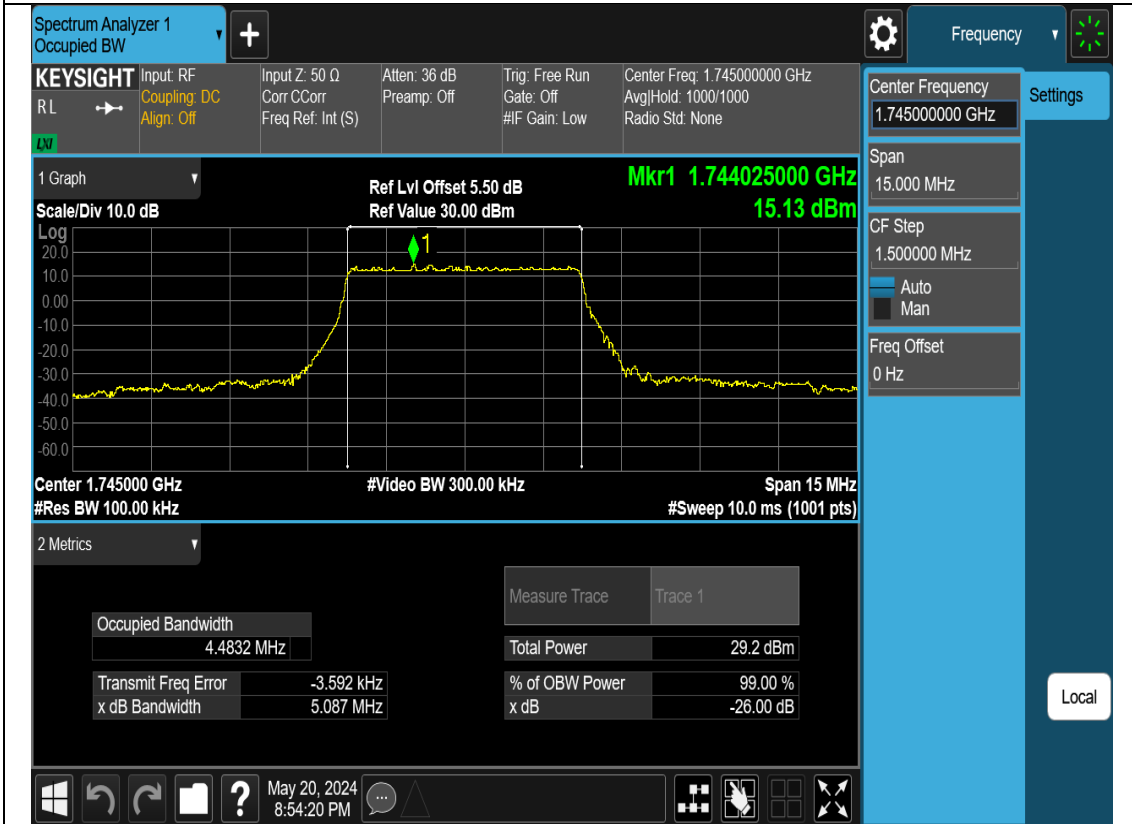 Spectrum Analyzer 1
Occupied BW
+
Frequency
KEYSIGHT
RL
LXI
Input: RF
Coupling: DC
Align: Off
Input Z: 50 Ω
Corr CCorr
Freq Ref: Int (S)
Atten: 36 dB
Preamp: Off
Trig: Free Run
Gate: Off
#IF Gain: Low
Center Freq: 1.745000000 GHz
Avg|Hold: 1000/1000
Radio Std: None
Center Frequency
1.745000000 GHz
Settings
Span
15.000 MHz
CF Step
1.500000 MHz
Auto
Man
Freq Offset
0 Hz
Local
1 Graph
Scale/Div 10.0 dB
Ref Lvl Offset 5.50 dB
Ref Value 30.00 dBm
Mkr1 1.744025000 GHz
15.13 dBm
Log
1
20.0
10.0
0.00
-10.0
-20.0
-30.0
-40.0
-50.0
-60.0
Center 1.745000 GHz
#Video BW 300.00 kHz
Span 15 MHz
#Res BW 100.00 kHz
#Sweep 10.0 ms (1001 pts)
2 Metrics
Measure Trace
Trace 1
Occupied Bandwidth
4.4832 MHz
Total Power
29.2 dBm
Transmit Freq Error
-3.592 kHz
% of OBW Power
99.00 %
x dB Bandwidth
5.087 MHz
x dB
-26.00 dB
?
May 20, 2024
8:54:20 PM